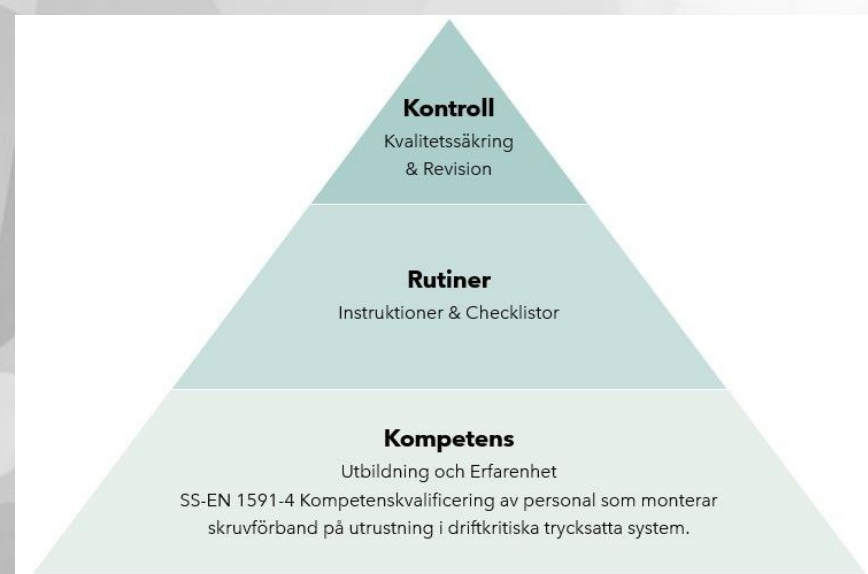 Kontroll
Kvalitetssäkring
& Revision
Rutiner
Instruktioner & Checklistor
Kompetens
Utbildning och Erfarenhet
SS-EN 1591-4 Kompetenskvalificering av personal som monterar
skruvförband på utrustning i driftkritiska trycksatta system.